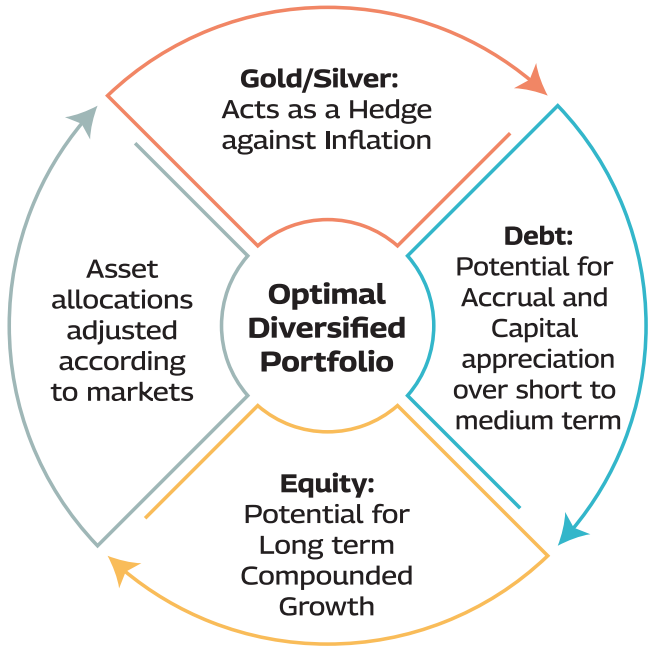 Gold/Silver:
Acts as a Hedge
against Inflation
Debt:
Potential for
Accrual and
Capital
appreciation
over short to
medium term
Equity:
Potential for
Long term
Compounded
Growth
Asset
allocations
adjusted
according
to markets
Optimal
Diversified
Portfolio